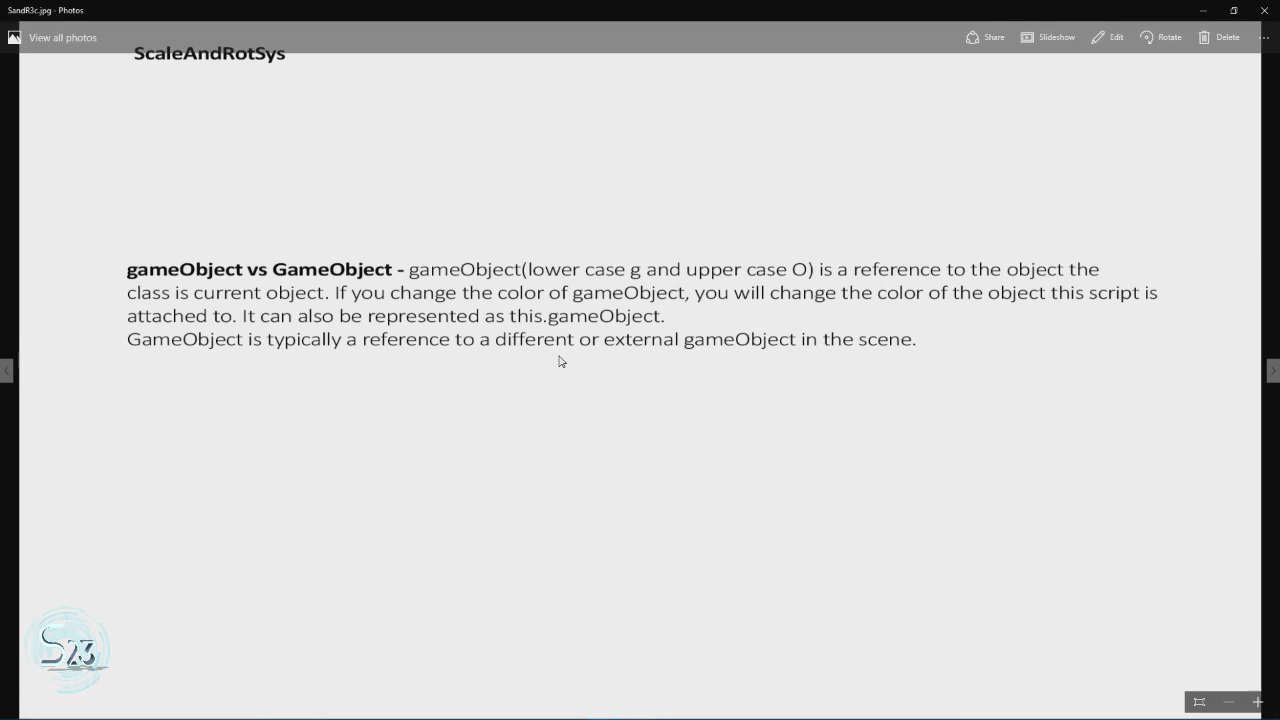 SandR3c.jpg - Photos
View all photos
Share
Slideshow
Edit
Rotate
Delete
ScaleAndRotSys
gameObject vs GameObject - gameObject(lower case g and upper case O) is a reference to the object the
class is current object. If you change the color of gameObject, you will change the color of the object this script is
attached to. It can also be represented as this.gameObject.
GameObject is typically a reference to a different or external gameObject in the scene.
S23